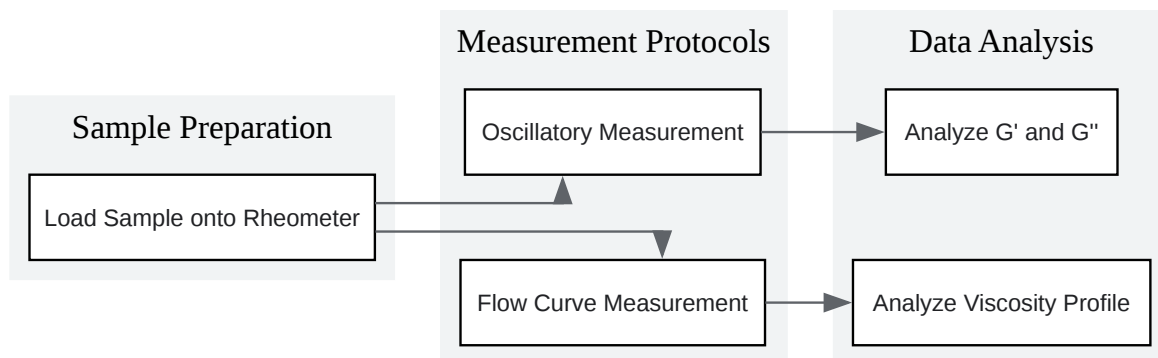 Sample Preparation
Load Sample onto Rheometer
Measurement Protocols
Oscillatory Measurement
Flow Curve Measurement
Data Analysis
Analyze G' and G''
Analyze Viscosity Profile